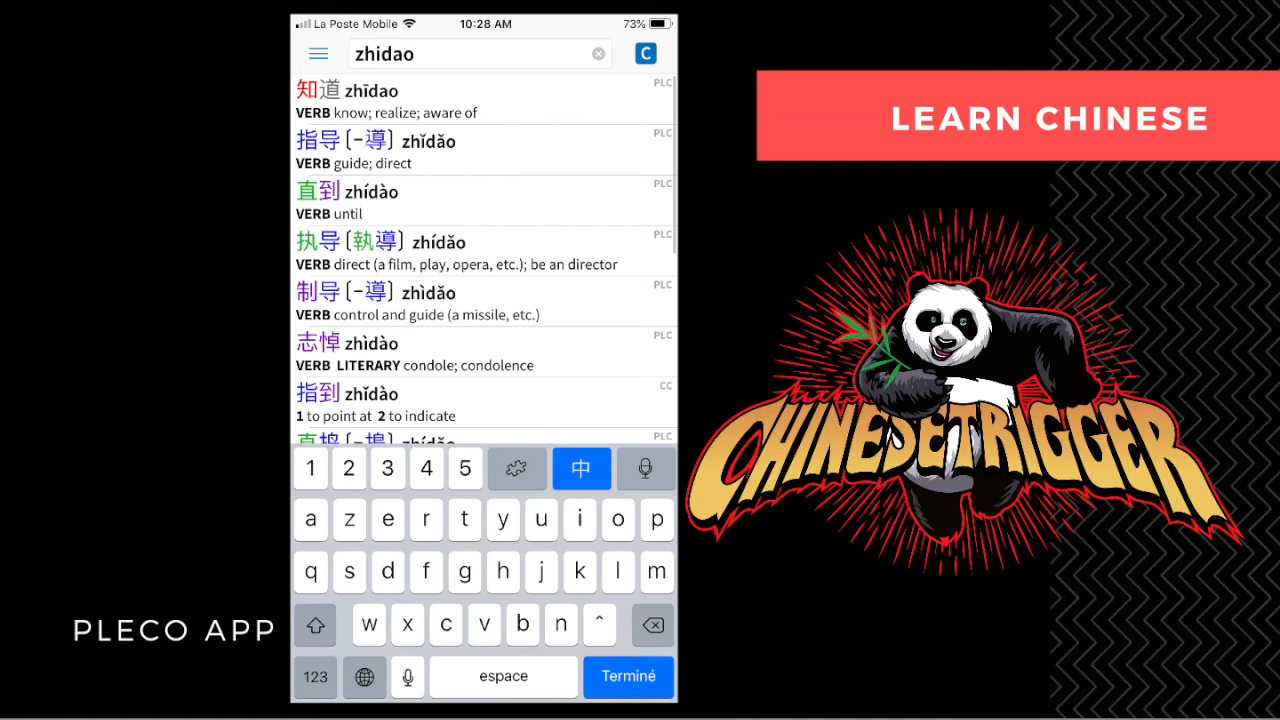 La Poste Mobile 10:28 AM 73%
zhidao C
知道 zhīdao PLC
VERB know; realize; aware of
指导 (-導) zhǐdǎo PLC
VERB guide; direct
直到 zhídào PLC
VERB until
执导 (執導) zhídǎo PLC
VERB direct (a film, play, opera, etc.); be an director
制导 (-導) zhìdǎo PLC
VERB control and guide (a missile, etc.)
志悼 zhìdào PLC
VERB LITERARY condole; condolence
指到 zhǐdào CC
1 to point at 2 to indicate
直捣 (-搗) zhídǎo PLC
1 2 3 4 5 中
a z e r t y u i o p
q s d f g h j k l m
w x c v b n ^
123 espace Terminé
PLECO APP
LEARN CHINESE
CHINESETRIGGER